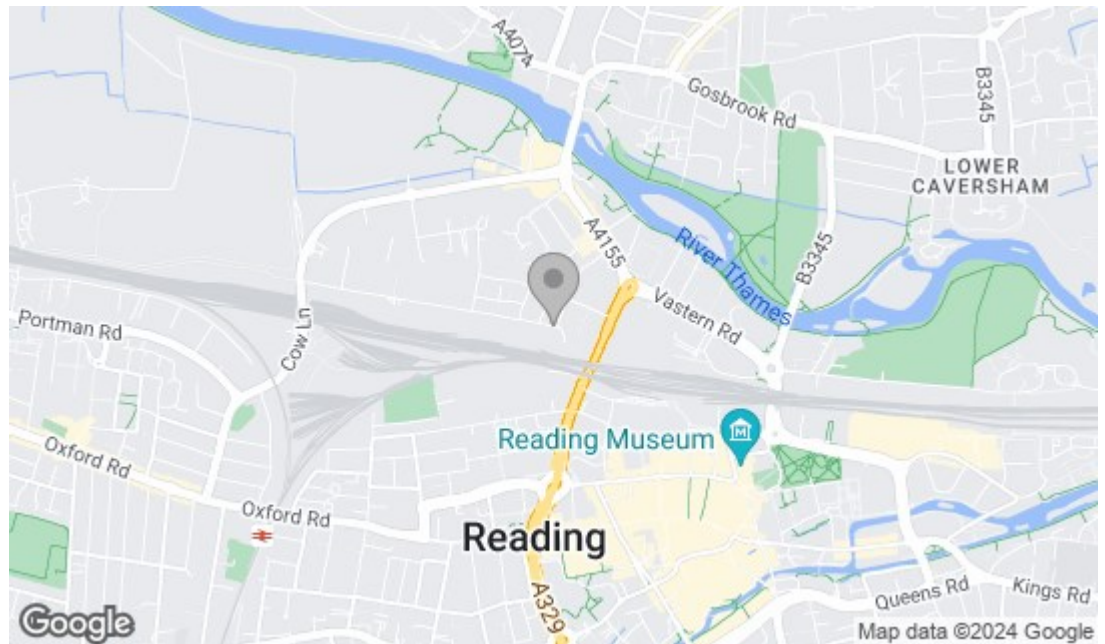 A4074
Gosbrook Rd
B3345
LOWER
CAVERSHAM
A4155
River Thames
B3345
Vastern Rd
Portman Rd
Cow Ln
Reading Museum
Oxford Rd
Oxford Rd
Reading
A329
Queens Rd
Kings Rd
Google
Map data ©2024 Google